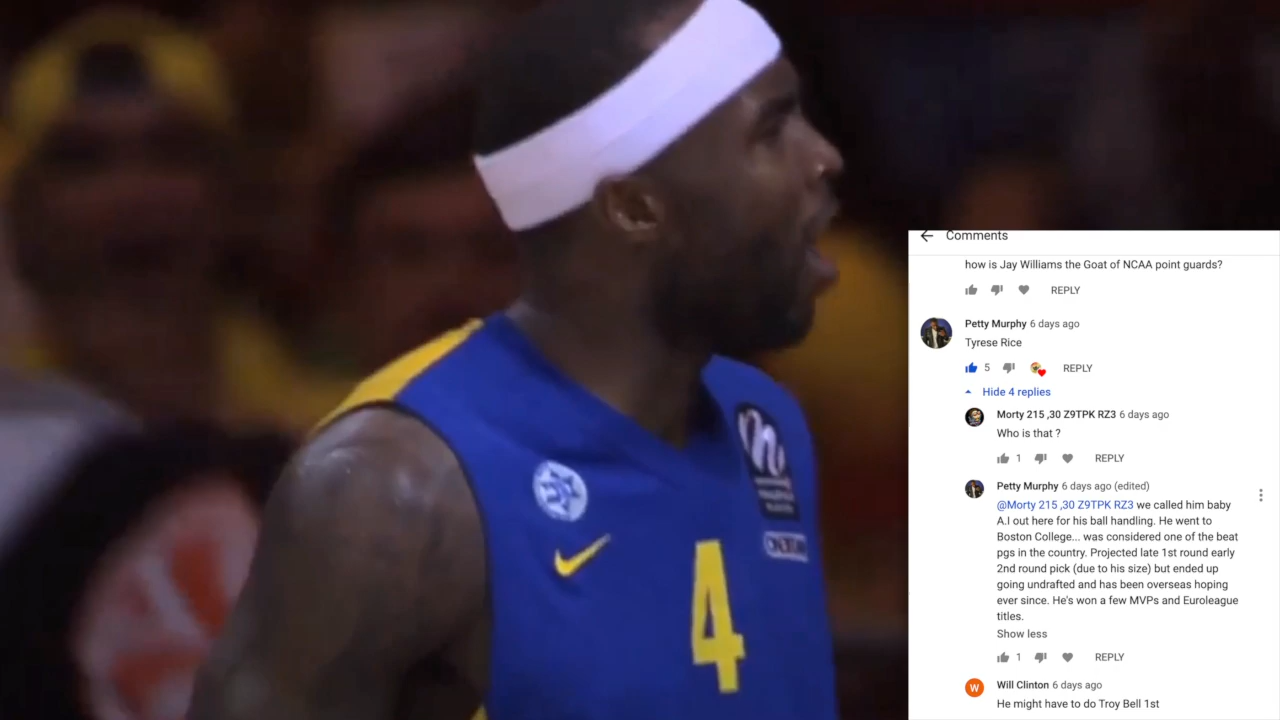 4
Comments
how is Jay Williams the Goat of NCAA point guards?
REPLY
Petty Murphy 6 days ago
Tyrese Rice
5 REPLY
Hide 4 replies
Morty 215 ,30 Z9TPK RZ3 6 days ago
Who is that ?
1 REPLY
Petty Murphy 6 days ago (edited)
@Morty 215 ,30 Z9TPK RZ3 we called him baby
A.I out here for his ball handling. He went to
Boston College... was considered one of the beat
pgs in the country. Projected late 1st round early
2nd round pick (due to his size) but ended up
going undrafted and has been overseas hoping
ever since. He's won a few MVPs and Euroleague
titles.
Show less
1 REPLY
W
Will Clinton 6 days ago
He might have to do Troy Bell 1st